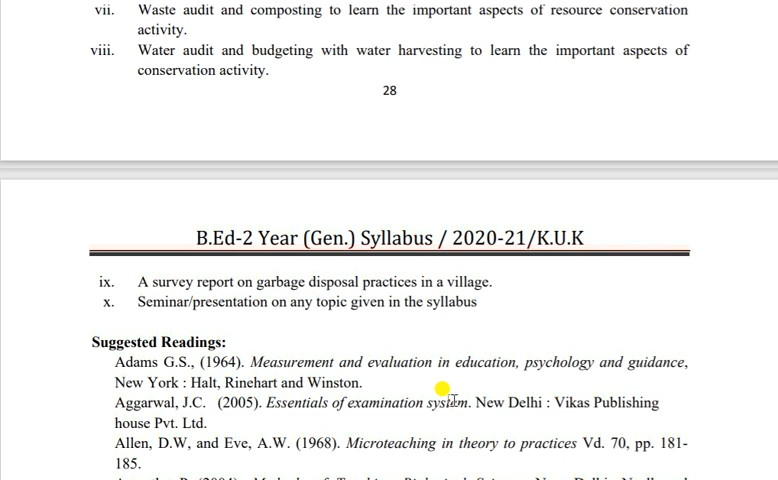 vii. Waste audit and composting to learn the important aspects of resource conservation
activity.
viii. Water audit and budgeting with water harvesting to learn the important aspects of
conservation activity.
28
B.Ed-2 Year (Gen.) Syllabus / 2020-21/K.U.K
ix. A survey report on garbage disposal practices in a village.
x. Seminar/presentation on any topic given in the syllabus
Suggested Readings:
Adams G.S., (1964). Measurement and evaluation in education, psychology and guidance,
New York : Halt, Rinehart and Winston.
Aggarwal, J.C. (2005). Essentials of examination system. New Delhi : Vikas Publishing
house Pvt. Ltd.
Allen, D.W, and Eve, A.W. (1968). Microteaching in theory to practices Vd. 70, pp. 181-
185.